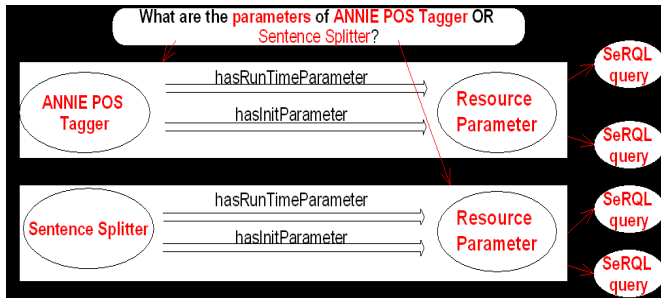 What are the parameters of ANNIE POS Tagger OR
Sentence Splitter?
SeRQL
query
hasRunTimeParameter
ANNIE POS
Tagger
Resource
Parameter
hasInitParameter
SeRQL
query
SeRQL
query
hasRunTimeParameter
Sentence Splitter
Resource
Parameter
hasInitParameter
SeRQL
query